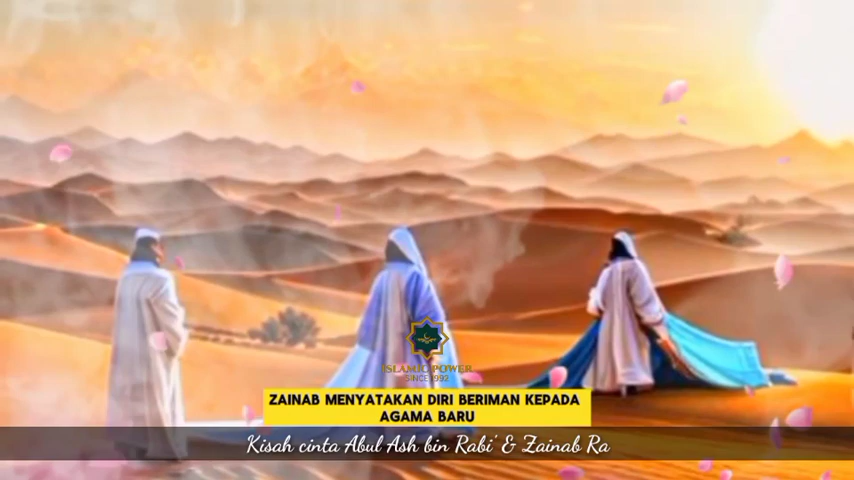 ISLAMIC POWER
SINCE 1992
ZAINAB MENYATAKAN DIRI BERIMAN KEPADA
AGAMA BARU
Kisah cinta Abul Ash bin Rabi' & Zainab Ra